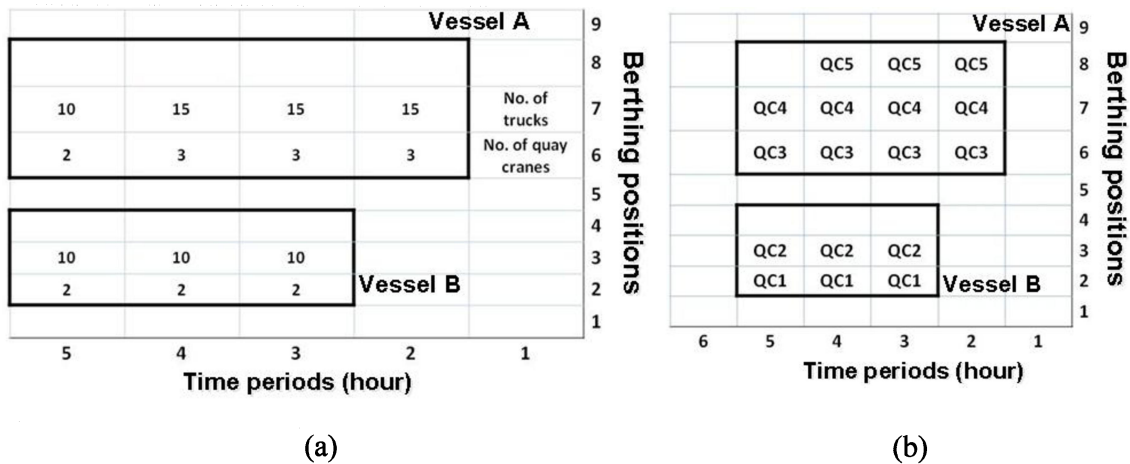 Vessel A 9
8
10 15 15 15 No. of trucks 7
2 3 3 3 No. of quay cranes 6
5
4
10 10 10 3
2 2 2 Vessel B 2
1
5 4 3 2 1
Time periods (hour)
Berthing positions
(a)
Vessel A 9
QC5 QC5 QC5 8
QC4 QC4 QC4 QC4 7
QC3 QC3 QC3 QC3 6
5
4
QC2 QC2 QC2 3
QC1 QC1 QC1 Vessel B 2
1
6 5 4 3 2 1
Time periods (hour)
Berthing positions
(b)